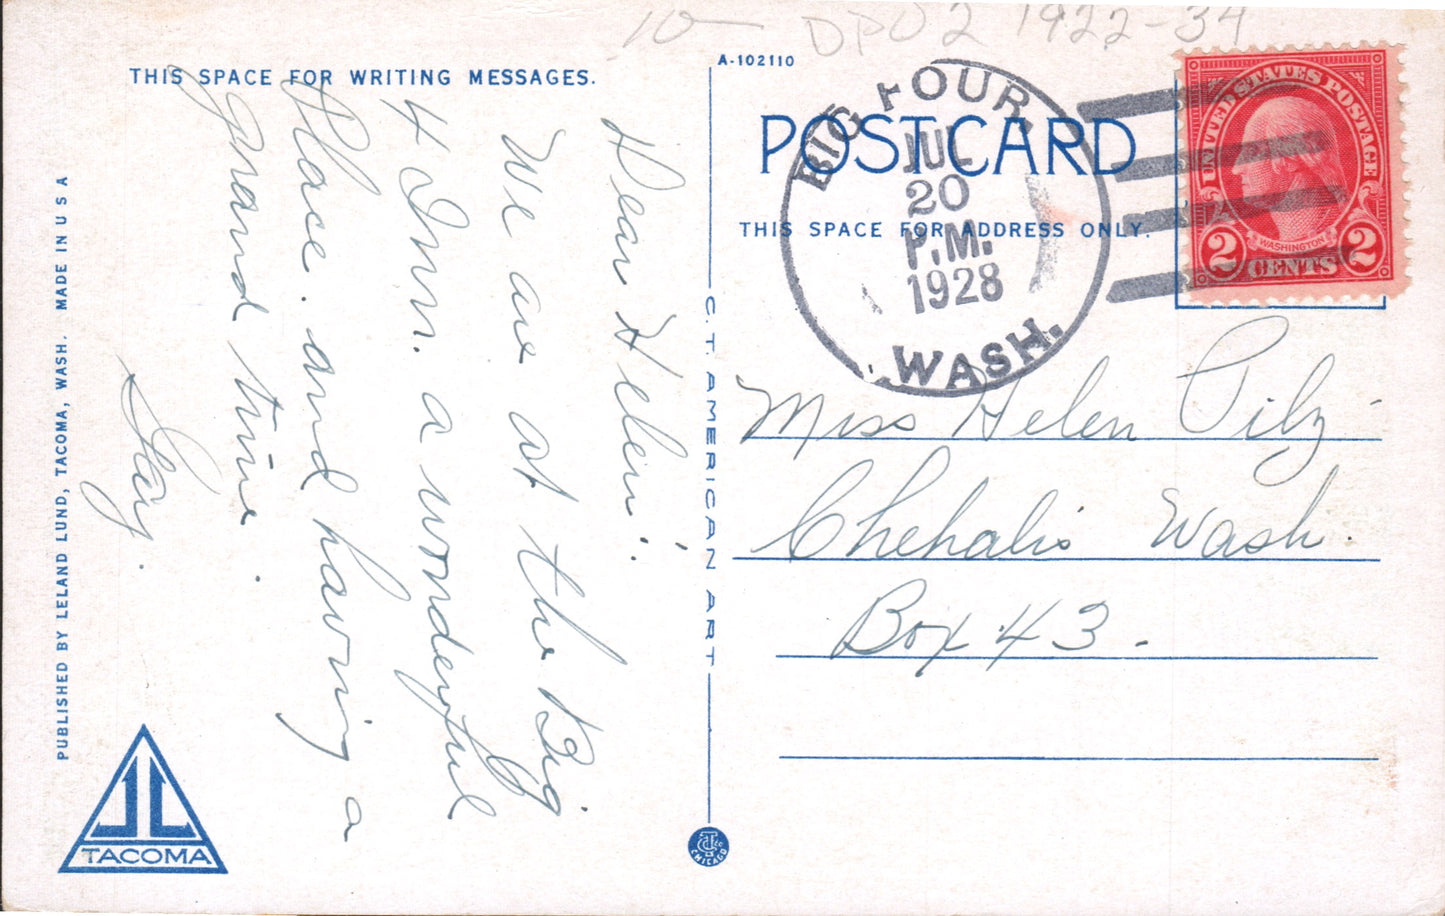 10— DPO2 1922-34
THIS SPACE FOR WRITING MESSAGES.
A-102110
POSTCARD
THIS SPACE FOR ADDRESS ONLY.
BIG FOUR,
JUL
20
P.M.
1928
WASH.
UNITED STATES POSTAGE
WASHINGTON
2 CENTS 2
Dear Helen:.
We are at the Big
4 Inn. a wonderful
place. and having a
grand time.
Miss Helen Pilz
Chehalis Wash.
Box 43.
PUBLISHED BY LELAND LUND, TACOMA, WASH. MADE IN U S A
TACOMA
C.T. AMERICAN ART
CHICAGO